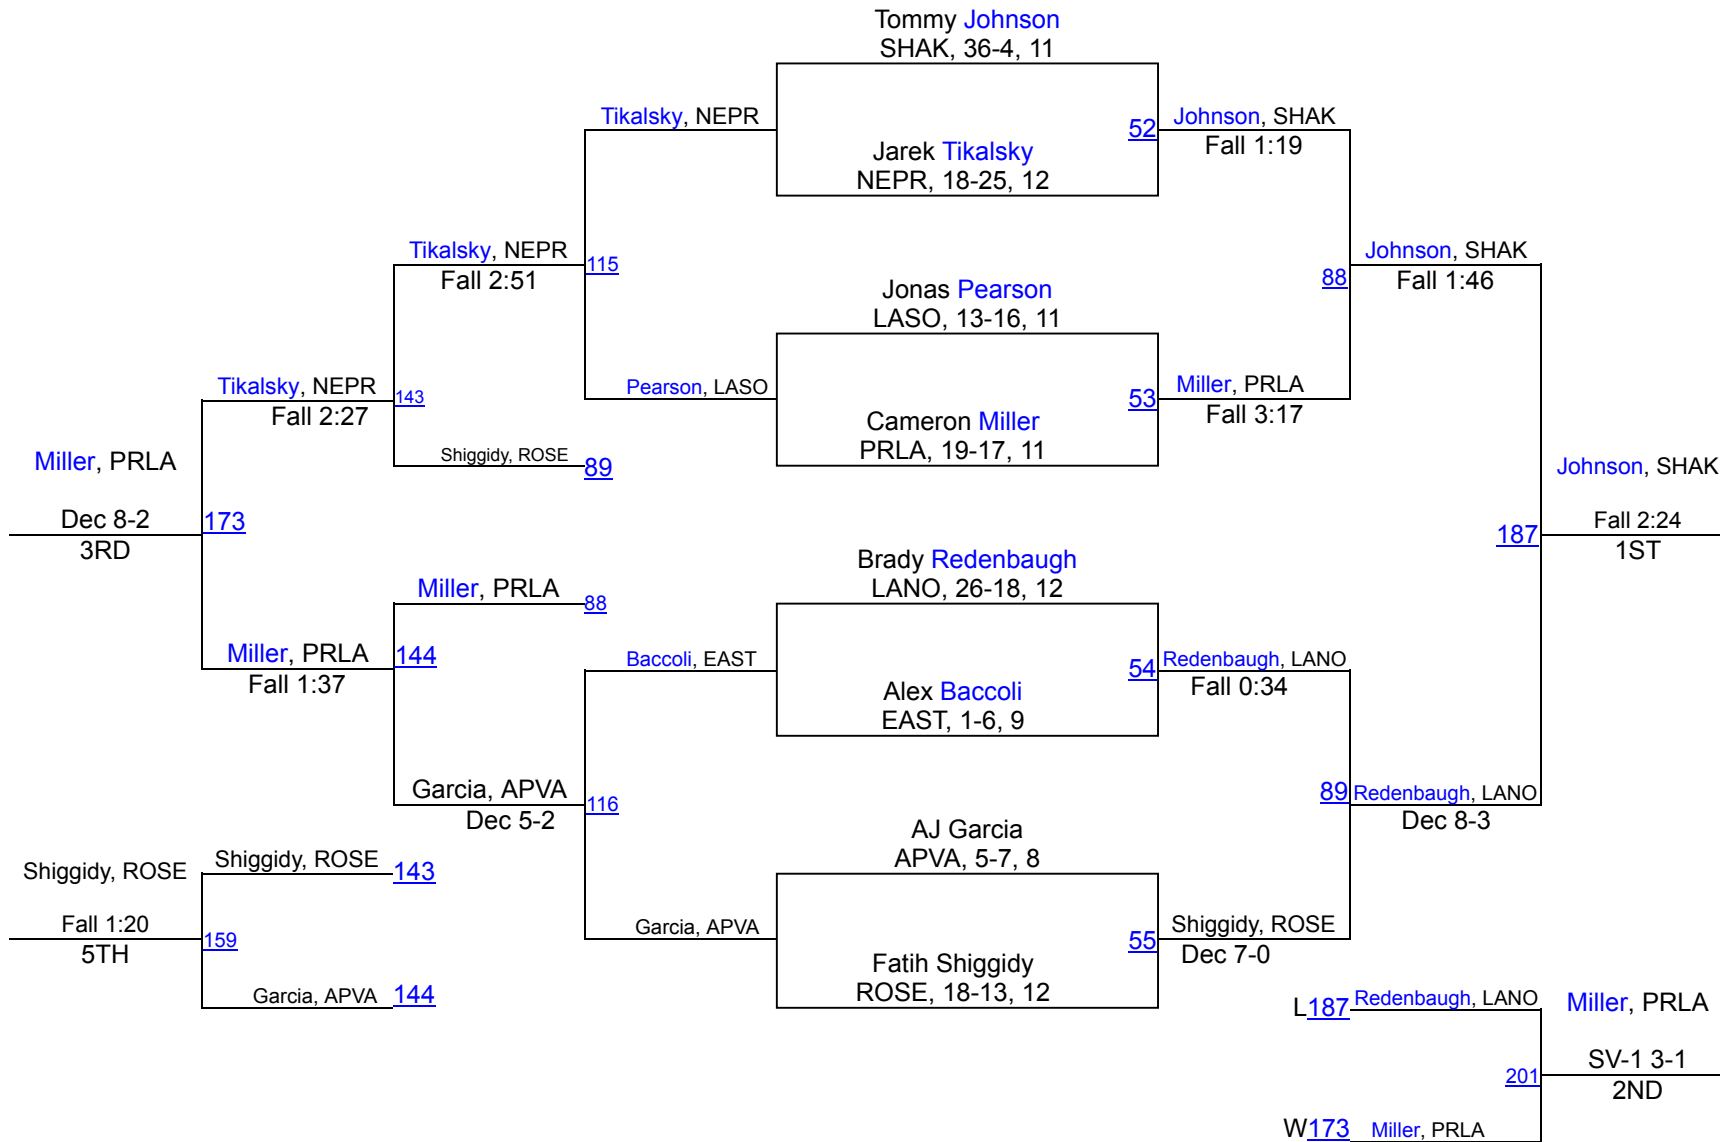 Tommy Johnson
SHAK, 36-4, 11
Tikalsky, NEPR
52
Johnson, SHAK
Fall 1:19
Jarek Tikalsky
NEPR, 18-25, 12
Tikalsky, NEPR
Fall 2:51
115
Johnson, SHAK
Fall 1:46
88
Jonas Pearson
LASO, 13-16, 11
Tikalsky, NEPR
Fall 2:27
143
Pearson, LASO
53
Miller, PRLA
Fall 3:17
Cameron Miller
PRLA, 19-17, 11
Shiggidy, ROSE
89
Miller, PRLA
Dec 8-2
3RD
173
Johnson, SHAK
Fall 2:24
1ST
187
Brady Redenbaugh
LANO, 26-18, 12
Miller, PRLA
88
Miller, PRLA
Fall 1:37
144
Baccoli, EAST
54
Redenbaugh, LANO
Fall 0:34
Alex Baccoli
EAST, 1-6, 9
Garcia, APVA
Dec 5-2
116
89
Redenbaugh, LANO
Dec 8-3
AJ Garcia
APVA, 5-7, 8
Shiggidy, ROSE
Fall 1:20
5TH
Shiggidy, ROSE
143
159
Garcia, APVA
55
Shiggidy, ROSE
Dec 7-0
Fatih Shiggidy
ROSE, 18-13, 12
Garcia, APVA
144
L187
Redenbaugh, LANO
Miller, PRLA
SV-1 3-1
2ND
201
W173
Miller, PRLA